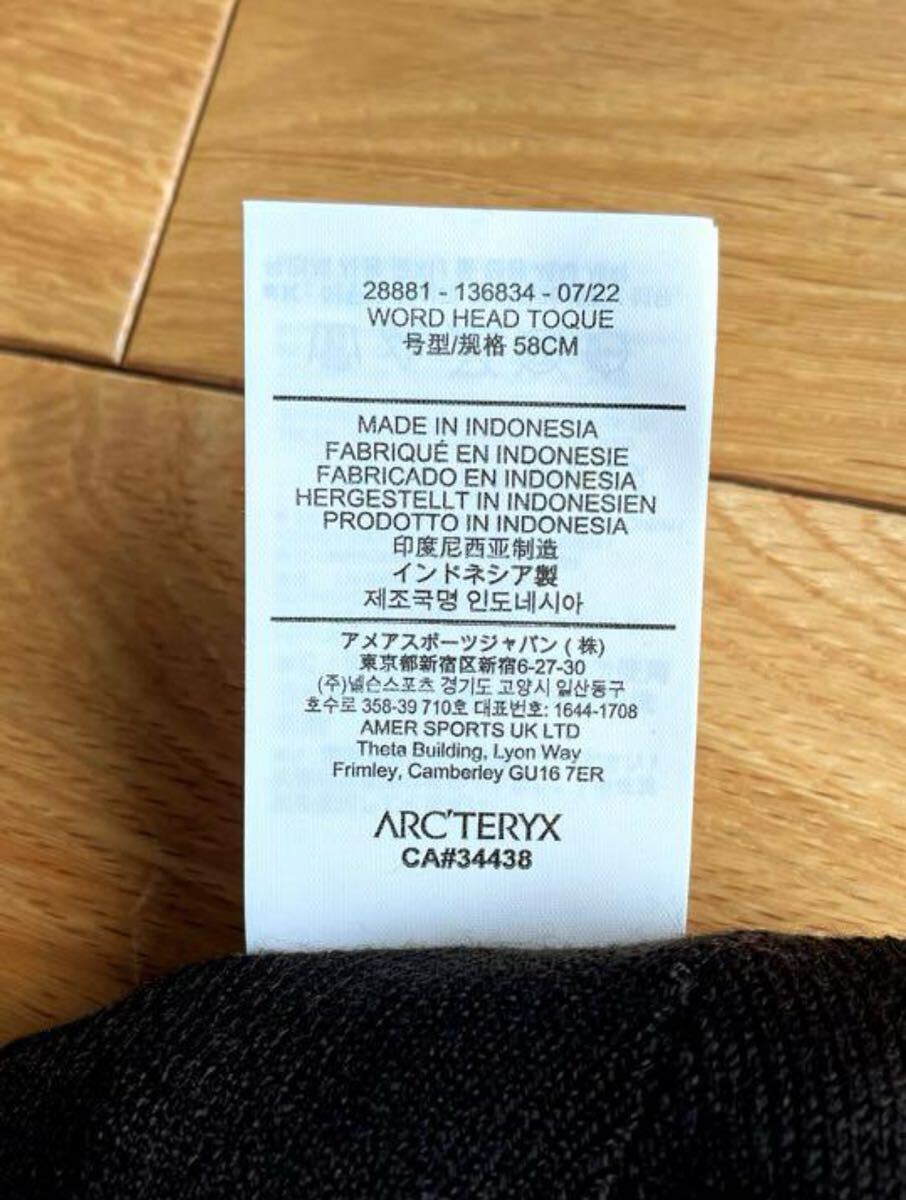 28881 - 136834 - 07/22
WORD HEAD TOQUE
号型/规格 58CM
MADE IN INDONESIA
FABRIQUÉ EN INDONESIE
FABRICADO EN INDONESIA
HERGESTELLT IN INDONESIEN
PRODOTTO IN INDONESIA
印度尼西亚制造
インドネシア製
제조국명 인도네시아
アメアスポーツジャパン (株)
東京都新宿区新宿6-27-30
(주)넬슨스포츠 경기도 고양시 일산동구
호수로 358-39 710호 대표번호: 1644-1708
AMER SPORTS UK LTD
Theta Building, Lyon Way
Frimley, Camberley GU16 7ER
ARC'TERYX
CA#34438